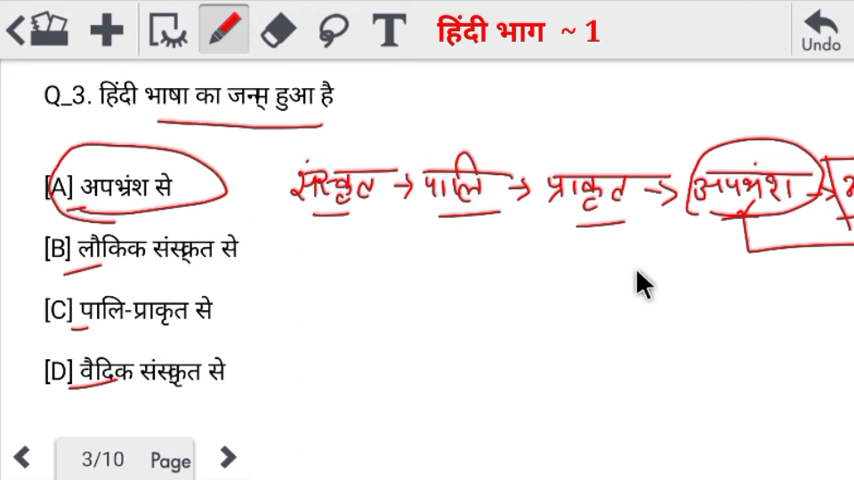 हिंदी भाग ~ 1
Undo
Q_3. हिंदी भाषा का जन्म हुआ है
[A] अपभ्रंश से
संस्कृत → पालि → प्राकृत → अपभ्रंश →
[B] लौकिक संस्कृत से
[C] पालि-प्राकृत से
[D] वैदिक संस्कृत से
3/10 Page